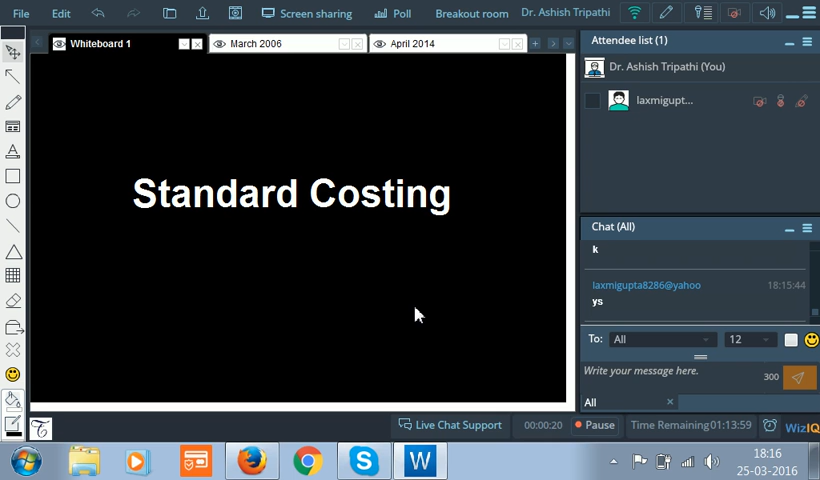 File Edit Screen sharing Poll Breakout room Dr. Ashish Tripathi
Whiteboard 1 March 2006 April 2014
Attendee list (1)
Dr. Ashish Tripathi (You)
laxmigupt...
Standard Costing
Chat (All)
k
laxmigupta8286@yahoo 18:15:44
ys
To: All 12
Write your message here. 300
All
Live Chat Support 00:00:20 Pause Time Remaining 01:13:59 WizIQ
18:16
25-03-2016